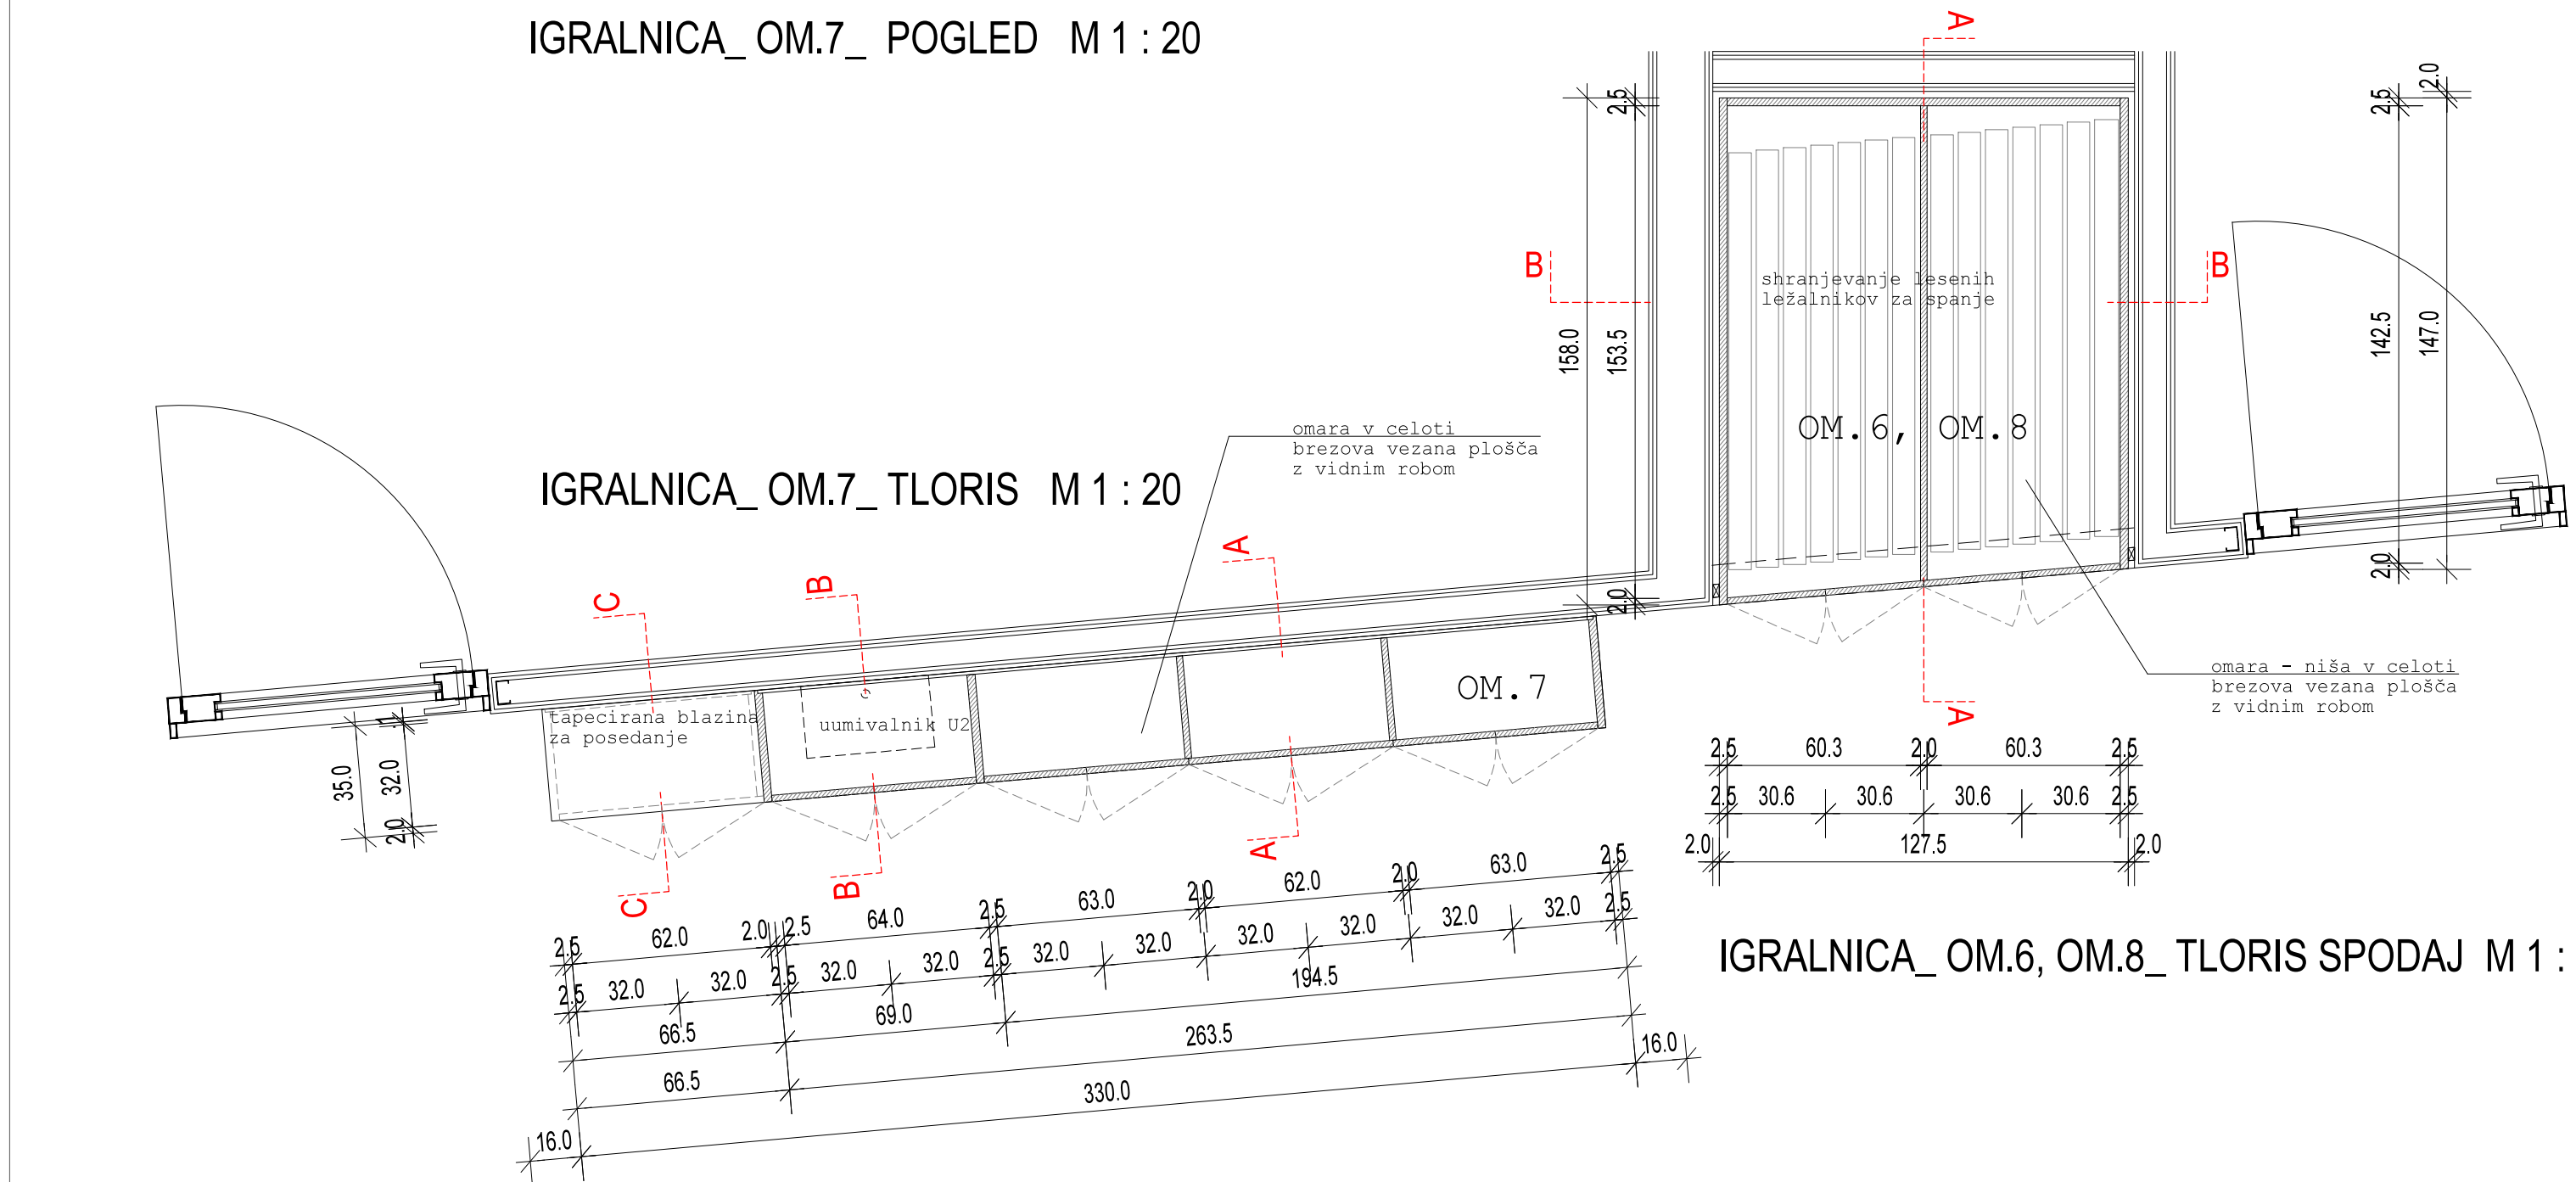 IGRALNICA_ OM.7_ POGLED M 1 : 20
A
2.5
2.5
2.0
B
B
shranjevanje lesenih
ležalnikov za spanje
158.0
153.5
142.5
147.0
OM.6, OM.8
omara v celoti
brezova vezana plošča
z vidnim robom
IGRALNICA_ OM.7_ TLORIS M 1 : 20
A
B
C
2.0
2.0
omara - niša v celoti
brezova vezana plošča
z vidnim robom
OM.7
A
tapecirana blazina
za posedanje
uumivalnik U2
35.0
32.0
1
2.0
2.5 60.3 2.0 60.3 2.5
2.5 30.6 30.6 30.6 30.6 2.5
2.0 127.5 2.0
A
B
C
2.5 62.0 2.0 2.5 64.0 2.5 63.0 2.0 62.0 2.0 63.0 2.5
2.5 32.0 32.0 2.5 32.0 32.0 2.5 32.0 32.0 32.0 32.0 32.0 32.0 2.5
66.5 69.0 194.5
66.5 263.5
16.0 330.0 16.0
IGRALNICA_ OM.6, OM.8_ TLORIS SPODAJ M 1 :